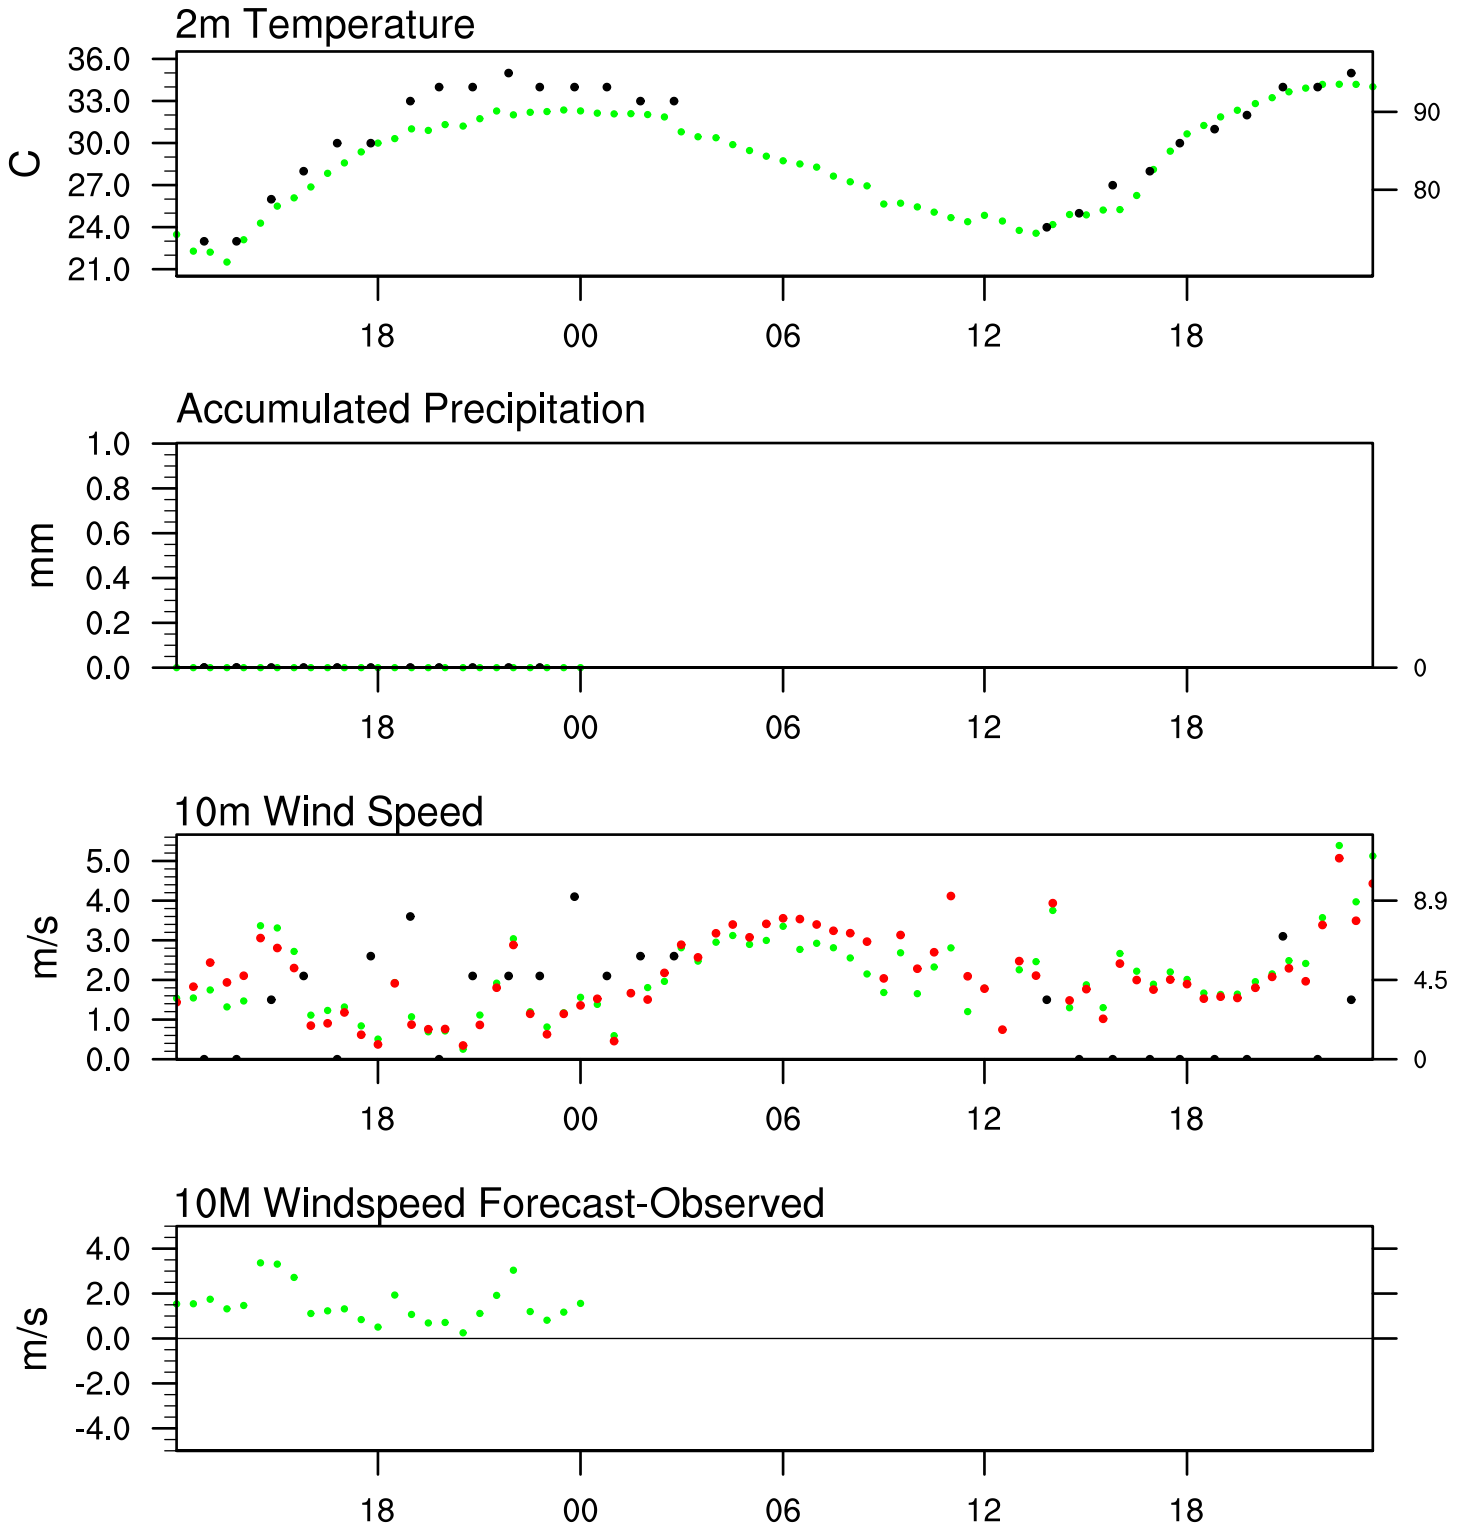 2m Temperature
36.0
33.0
30.0
27.0
24.0
21.0
C
90
80
18 00 06 12 18
Accumulated Precipitation
1.0
0.8
0.6
0.4
0.2
0.0
mm
0
18 00 06 12 18
10m Wind Speed
5.0
4.0
3.0
2.0
1.0
0.0
m/s
8.9
4.5
0
18 00 06 12 18
10M Windspeed Forecast-Observed
4.0
2.0
0.0
-2.0
-4.0
m/s
18 00 06 12 18